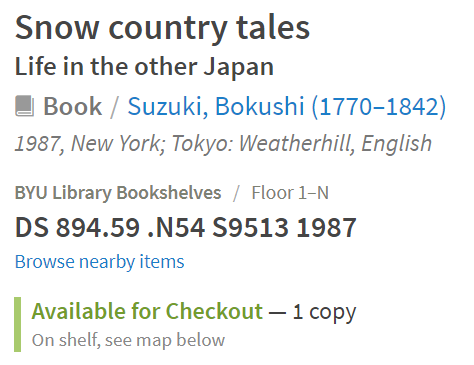 Snow country tales
Life in the other Japan
Book / Suzuki, Bokushi (1770–1842)
1987, New York; Tokyo: Weatherhill, English
BYU Library Bookshelves / Floor 1–N
DS 894.59 .N54 S9513 1987
Browse nearby items
Available for Checkout — 1 copy
On shelf, see map below